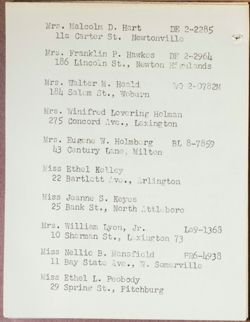 Mrs. Malcolm D. Hart DE 2-2285
11a Carter St. Newtonville
Mrs. Franklin P. Hawkes DE 2-2964
186 Lincoln St., Newton Highlands
Mrs. Walter M. Heald WO 2-0782M
184 Salem St., Woburn
Mrs. Winifred Lovering Holman
275 Concord Ave., Lexington
Mrs. Eugene W. Holmberg BL 8-7859
43 Century Lane, Milton
Miss Ethel Kelley
22 Bartlett Ave., Arlington
Miss Joanne S. Keyes
25 Bank St., North Attleboro
Mrs. William Lyon, Jr. Lo9-1368
10 Sherman St., Lexington 73
Miss Nellie B. Mansfield PR6-4938
11 Bay State Ave., W. Somerville
Miss Ethel L. Peabody
29 Spring St., Fitchburg